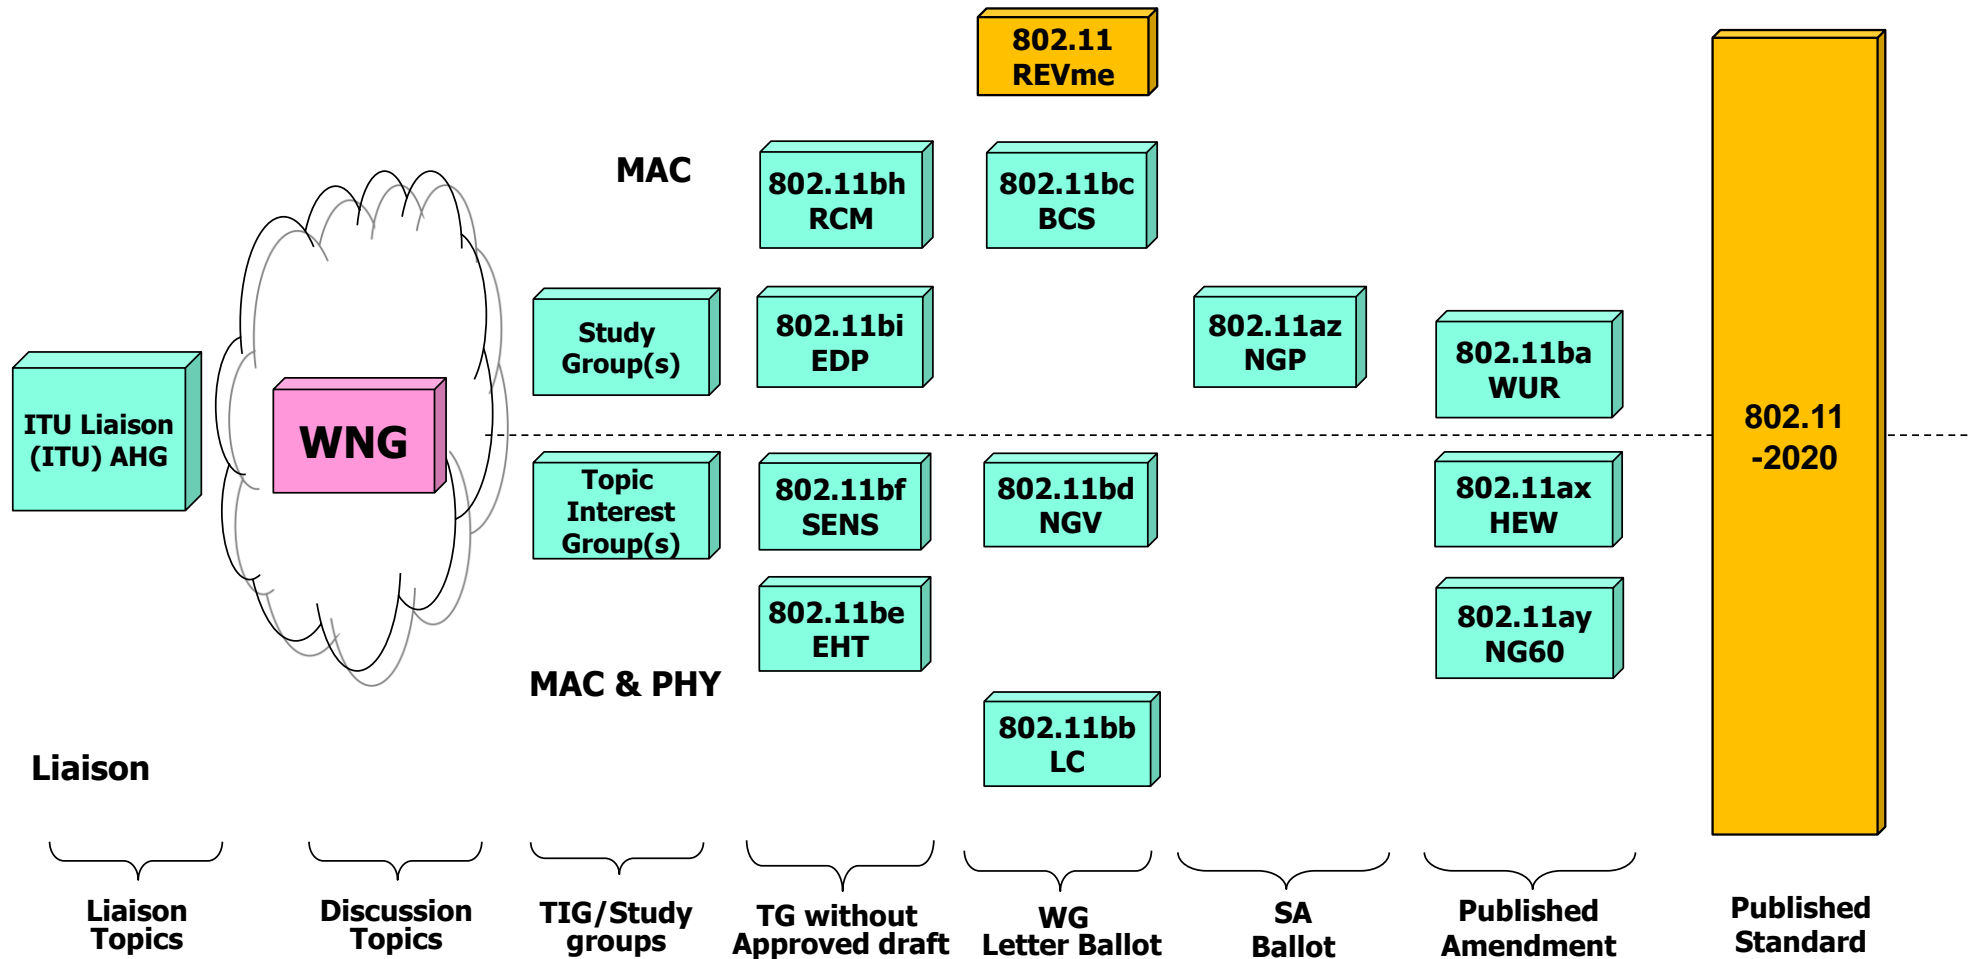 802.11
REVme
MAC
802.11bh
RCM
802.11bc
BCS
Study
Group(s)
802.11bi
EDP
802.11az
NGP
802.11ba
WUR
ITU Liaison
(ITU) AHG
WNG
802.11
-2020
Topic
Interest
Group(s)
802.11bf
SENS
802.11bd
NGV
802.11ax
HEW
802.11be
EHT
802.11ay
NG60
MAC & PHY
802.11bb
LC
Liaison
Liaison
Topics
Discussion
Topics
TIG/Study
groups
TG without
Approved draft
WG
Letter Ballot
SA
Ballot
Published
Amendment
Published
Standard